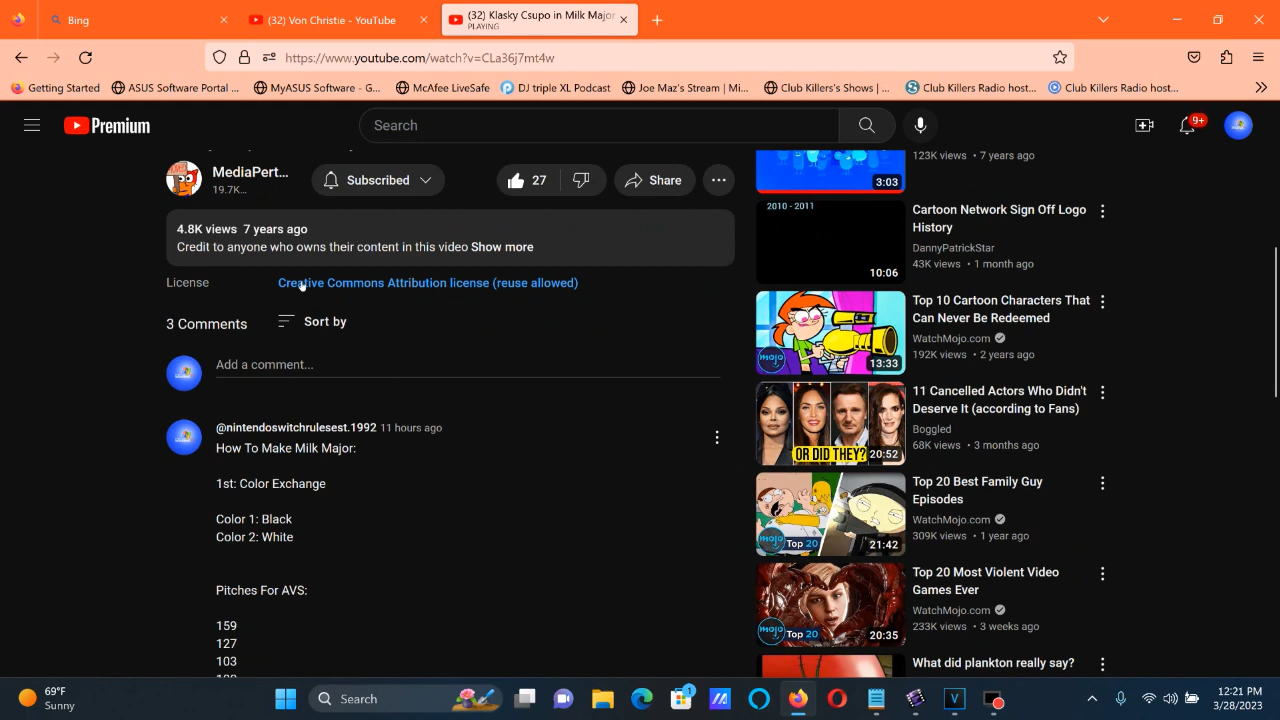 Bing
(32) Von Christie - YouTube
(32) Klasky Csupo in Milk Major
PLAYING
https://www.youtube.com/watch?v=CLa36j7mt4w
Getting Started
ASUS Software Portal ...
MyASUS Software - G...
McAfee LiveSafe
DJ triple XL Podcast
Joe Maz's Stream | Mi...
Club Killers's Shows | ...
Club Killers Radio host...
Club Killers Radio host...
Premium
Search
9+
MediaPert...
19.7K...
Subscribed
27
Share
4.8K views 7 years ago
Credit to anyone who owns their content in this video Show more
License
Creative Commons Attribution license (reuse allowed)
3 Comments
Sort by
Add a comment...
@nintendoswitchrulesest.1992 11 hours ago
How To Make Milk Major:
1st: Color Exchange
Color 1: Black
Color 2: White
Pitches For AVS:
159
127
103
123K views • 7 years ago
3:03
2010 - 2011
10:06
Cartoon Network Sign Off Logo
History
DannyPatrickStar
43K views • 1 month ago
mojo
13:33
Top 10 Cartoon Characters That
Can Never Be Redeemed
WatchMojo.com
192K views • 2 years ago
OR DID THEY?
20:52
11 Cancelled Actors Who Didn't
Deserve It (according to Fans)
Boggled
68K views • 3 months ago
mojo
Top 20
21:42
Top 20 Best Family Guy
Episodes
WatchMojo.com
309K views • 1 year ago
mojo
Top 20
20:35
Top 20 Most Violent Video
Games Ever
WatchMojo.com
233K views • 3 weeks ago
What did plankton really say?
69°F
Sunny
Search
1
V
12:21 PM
3/28/2023